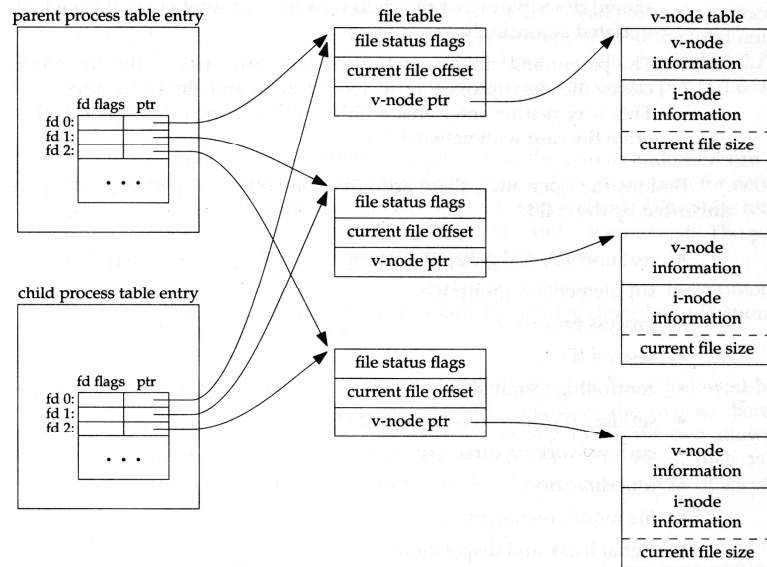 parent process table entry
fd flags ptr
fd 0:
fd 1:
fd 2:
• • •
child process table entry
fd flags ptr
fd 0:
fd 1:
fd 2:
• • •
file table
file status flags
current file offset
v-node ptr
file status flags
current file offset
v-node ptr
file status flags
current file offset
v-node ptr
v-node table
v-node
information
i-node
information
current file size
v-node
information
i-node
information
current file size
v-node
information
i-node
information
current file size